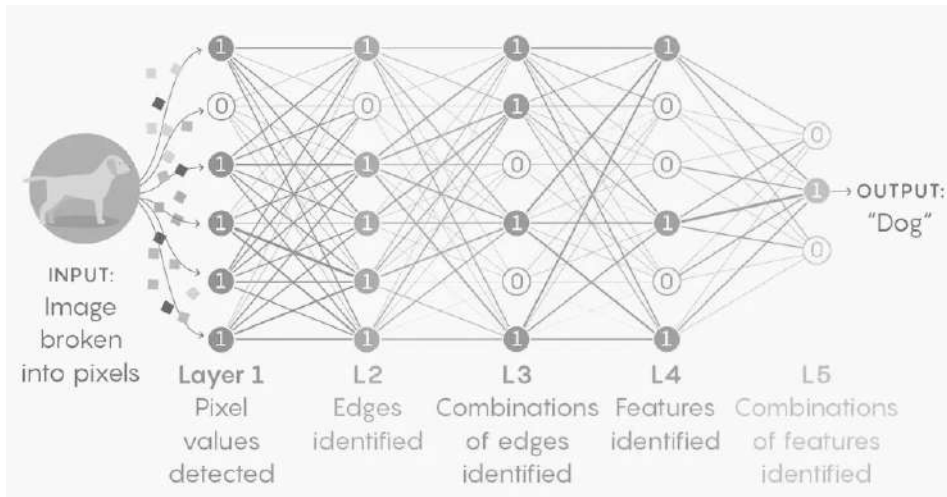 1 1 1 1
0 0 1 0
0
1 1 0 0
1
1 1 1 1
0
1 1 0 0
1 1 1 1
OUTPUT:
"Dog"
INPUT:
Image
broken
into pixels
Layer 1
Pixel
values
detected
L2
Edges
identified
L3
Combinations
of edges
identified
L4
Features
identified
L5
Combinations
of features
identified